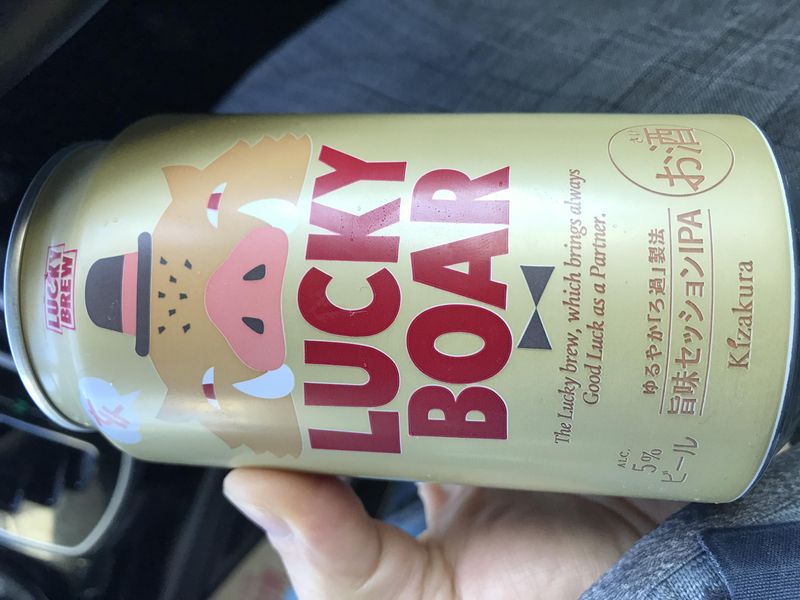 LUCKY
BREW
LUCKY
BOAR
The Lucky brew, which brings always
Good Luck as a Partner.
ゆるやか「ろ過」製法
旨味セッションIPA
ALC.
5%
ビール
さけ
お酒
Kizakura